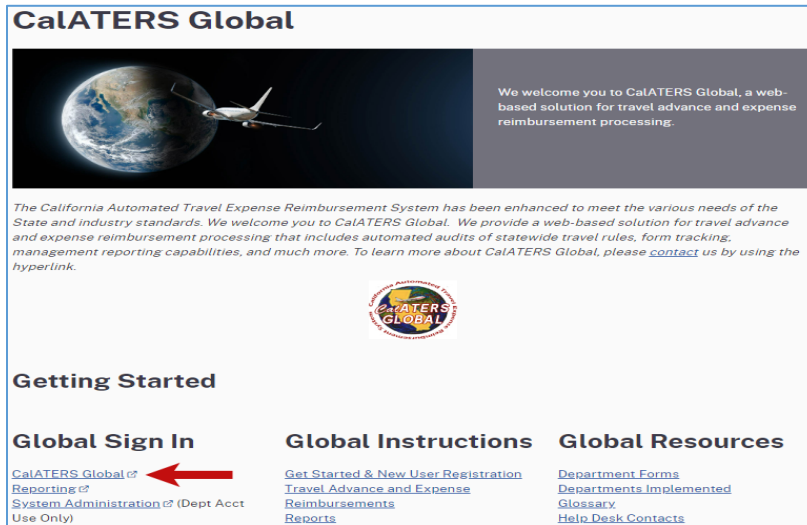 CalATERS Global
We welcome you to CalATERS Global, a web-
based solution for travel advance and expense
reimbursement processing.
The California Automated Travel Expense Reimbursement System has been enhanced to meet the various needs of the
State and industry standards. We welcome you to CalATERS Global.  We provide a web-based solution for travel advance
and expense reimbursement processing that includes automated audits of statewide travel rules, form tracking,
management reporting capabilities, and much more. To learn more about CalATERS Global, please contact us by using the
hyperlink.
California Automated Travel Expense Reimbursement System
CalATERS
GLOBAL
Getting Started
Global Sign In
CalATERS Global
Reporting
System Administration (Dept Acct
Use Only)
Global Instructions
Get Started & New User Registration
Travel Advance and Expense
Reimbursements
Reports
Global Resources
Department Forms
Departments Implemented
Glossary
Help Desk Contacts